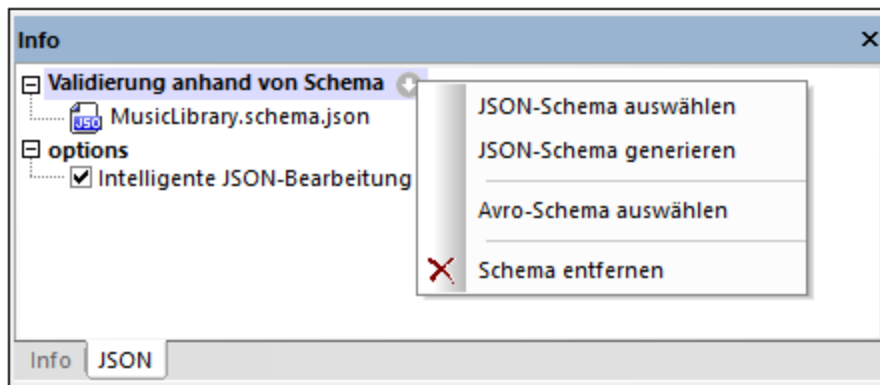 Info
Validierung anhand von Schema
MusicLibrary.schema.json
options
Intelligente JSON-Bearbeitung
JSON-Schema auswählen
JSON-Schema generieren
Avro-Schema auswählen
Schema entfernen
Info
JSON